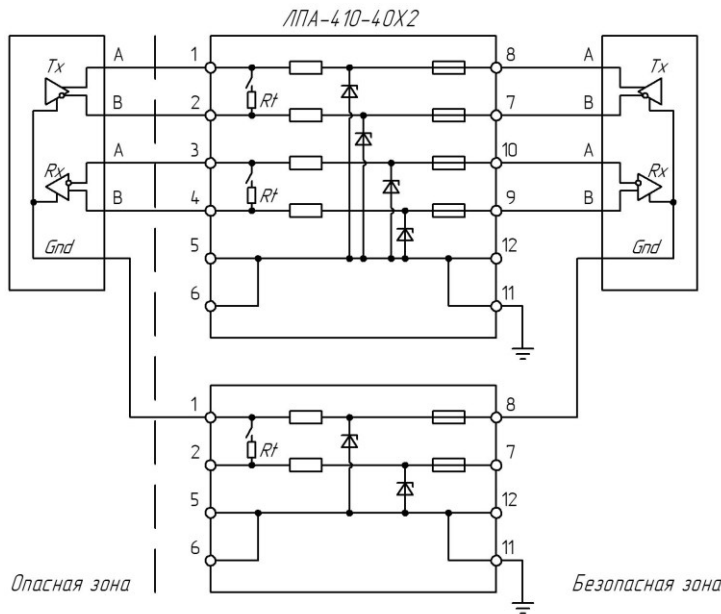 ЛПА-410-40Х2
Tx A 1 8 A Tx
Rt
B 2 7 B
Rx A 3 10 A Rx
Rt
B 4 9 B
Gnd 5 12 Gnd
6 11
1 8
Rt
2 7
5 12
6 11
Опасная зона Безопасная зона